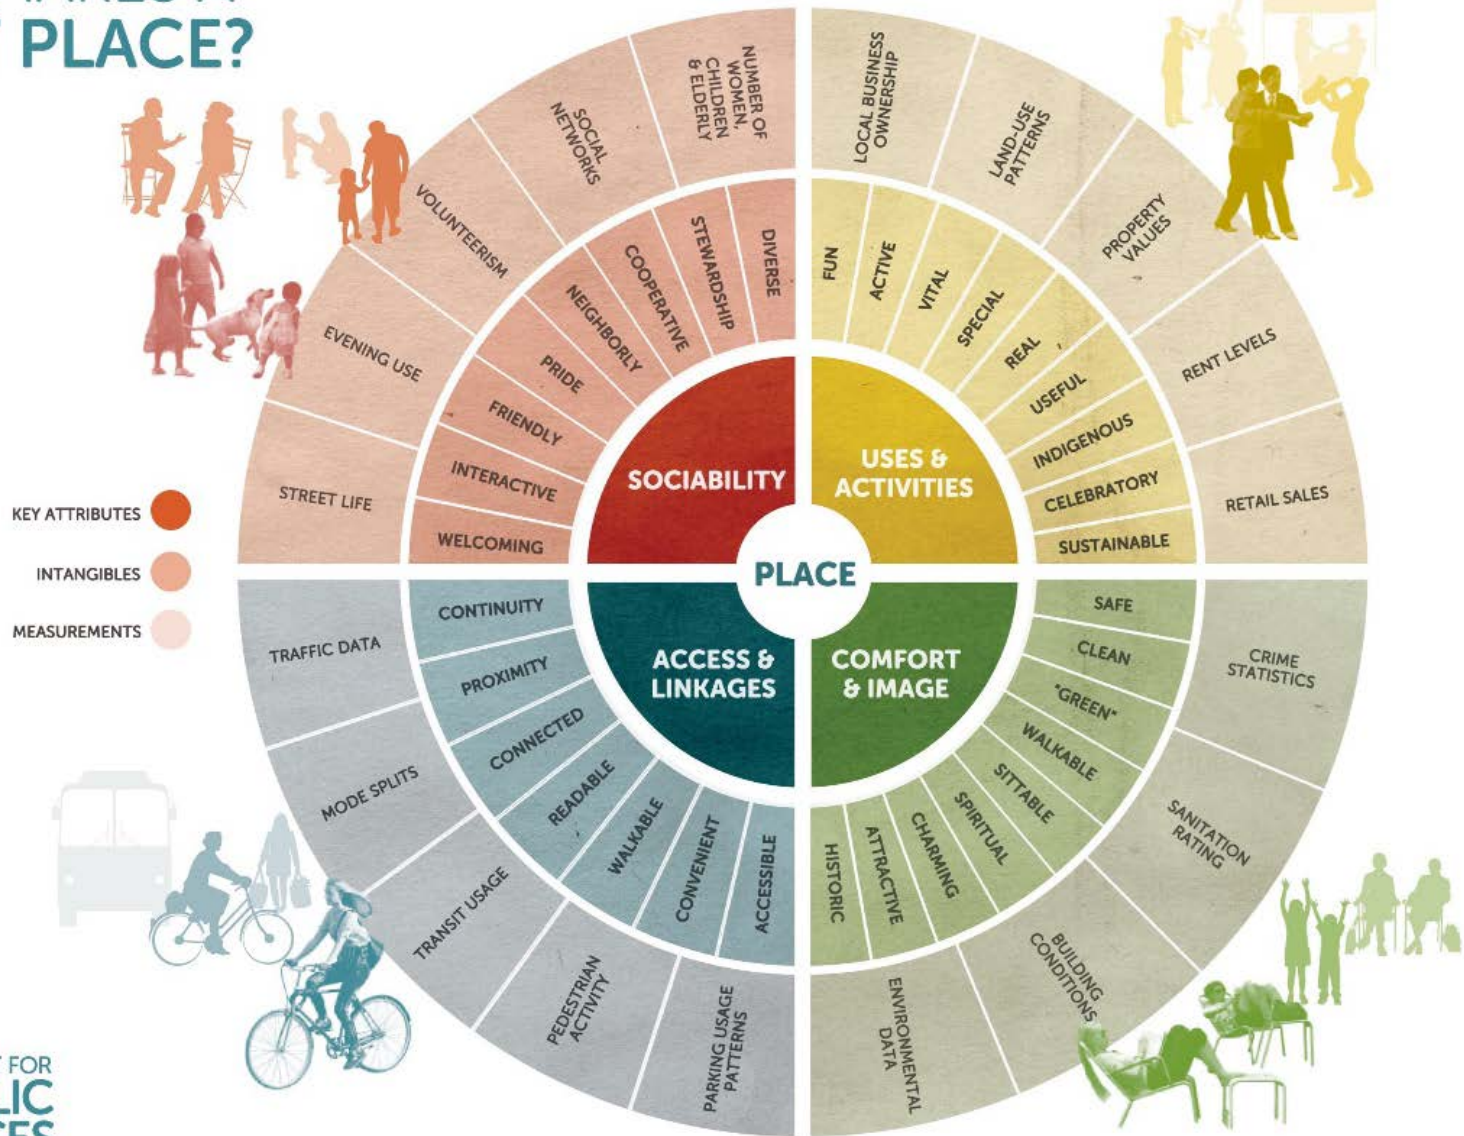 PLACE?
NUMBER OF
WOMEN,
CHILDREN
& ELDERLY
SOCIAL
NETWORKS
VOLUNTEERISM
EVENING USE
STREET LIFE
DIVERSE
STEWARDSHIP
COOPERATIVE
NEIGHBORLY
PRIDE
FRIENDLY
INTERACTIVE
WELCOMING
SOCIABILITY
LOCAL BUSINESS
OWNERSHIP
LAND-USE
PATTERNS
PROPERTY
VALUES
RENT LEVELS
RETAIL SALES
FUN
ACTIVE
VITAL
SPECIAL
REAL
USEFUL
INDIGENOUS
CELEBRATORY
SUSTAINABLE
USES &
ACTIVITIES
KEY ATTRIBUTES
INTANGIBLES
MEASUREMENTS
PLACE
ACCESS &
LINKAGES
CONTINUITY
PROXIMITY
CONNECTED
READABLE
WALKABLE
CONVENIENT
ACCESSIBLE
TRAFFIC DATA
MODE SPLITS
TRANSIT USAGE
PEDESTRIAN
ACTIVITY
PARKING USAGE
PATTERNS
COMFORT
& IMAGE
SAFE
CLEAN
"GREEN"
WALKABLE
SITTABLE
SPIRITUAL
CHARMING
ATTRACTIVE
HISTORIC
CRIME
STATISTICS
SANITATION
RATING
BUILDING
CONDITIONS
ENVIRONMENTAL
DATA
FOR
LIC